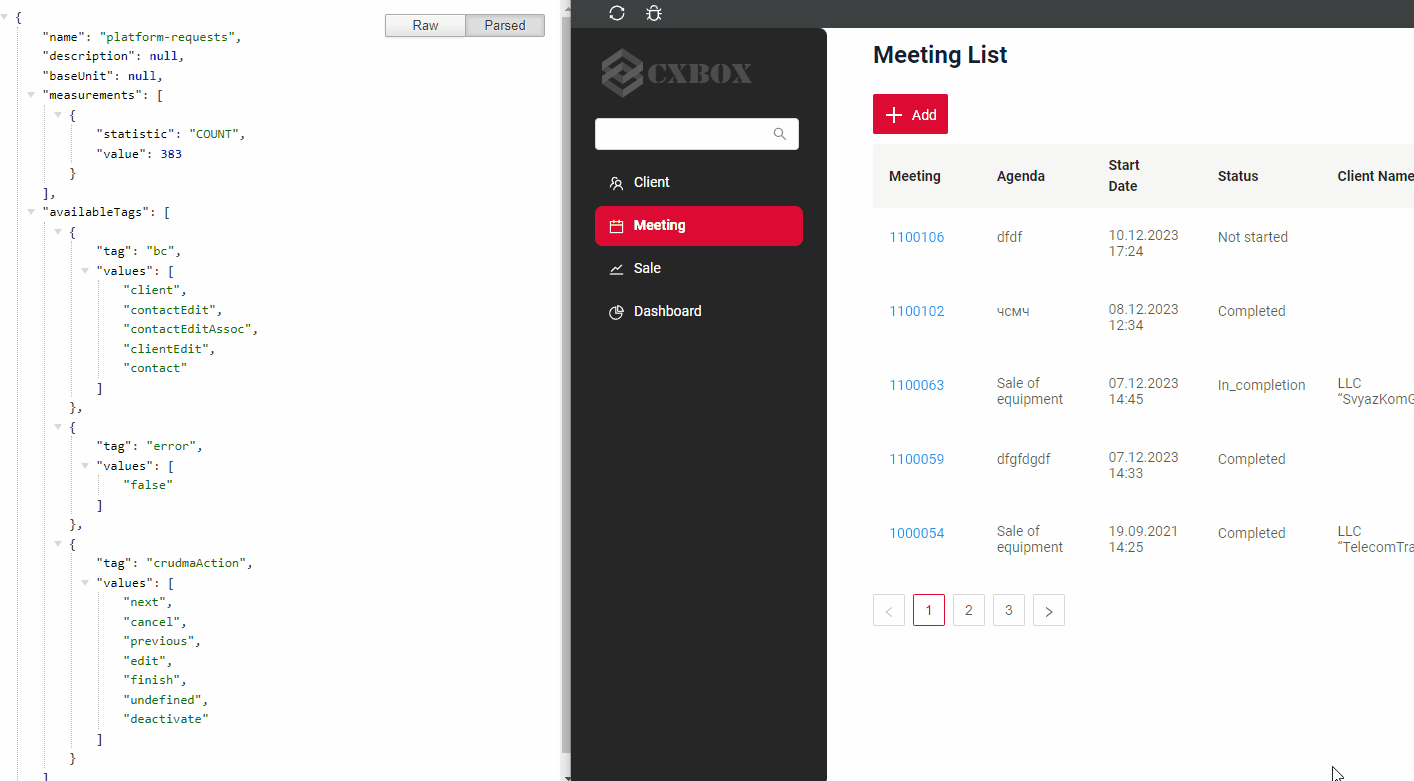 {
Raw
Parsed
"name": "platform-requests",
"description": null,
"baseUnit": null,
"measurements": [
{
"statistic": "COUNT",
"value": 383
}
],
"availableTags": [
{
"tag": "bc",
"values": [
"client",
"contactEdit",
"contactEditAssoc",
"clientEdit",
"contact"
]
},
{
"tag": "error",
"values": [
"false"
]
},
{
"tag": "crudmaAction",
"values": [
"next",
"cancel",
"previous",
"edit",
"finish",
"undefined",
"deactivate"
]
}
]
CXBOX
Client
Meeting
Sale
Dashboard
Meeting List
+ Add
Meeting Agenda Start Date Status Client Name
1100106 dfdf 10.12.2023 17:24 Not started
1100102 чсмч 08.12.2023 12:34 Completed
1100063 Sale of equipment 07.12.2023 14:45 In_completion LLC "SvyazKomG
1100059 dfgfdgdf 07.12.2023 14:33 Completed
1000054 Sale of equipment 19.09.2021 14:25 Completed LLC "TelecomTra
< 1 2 3 >